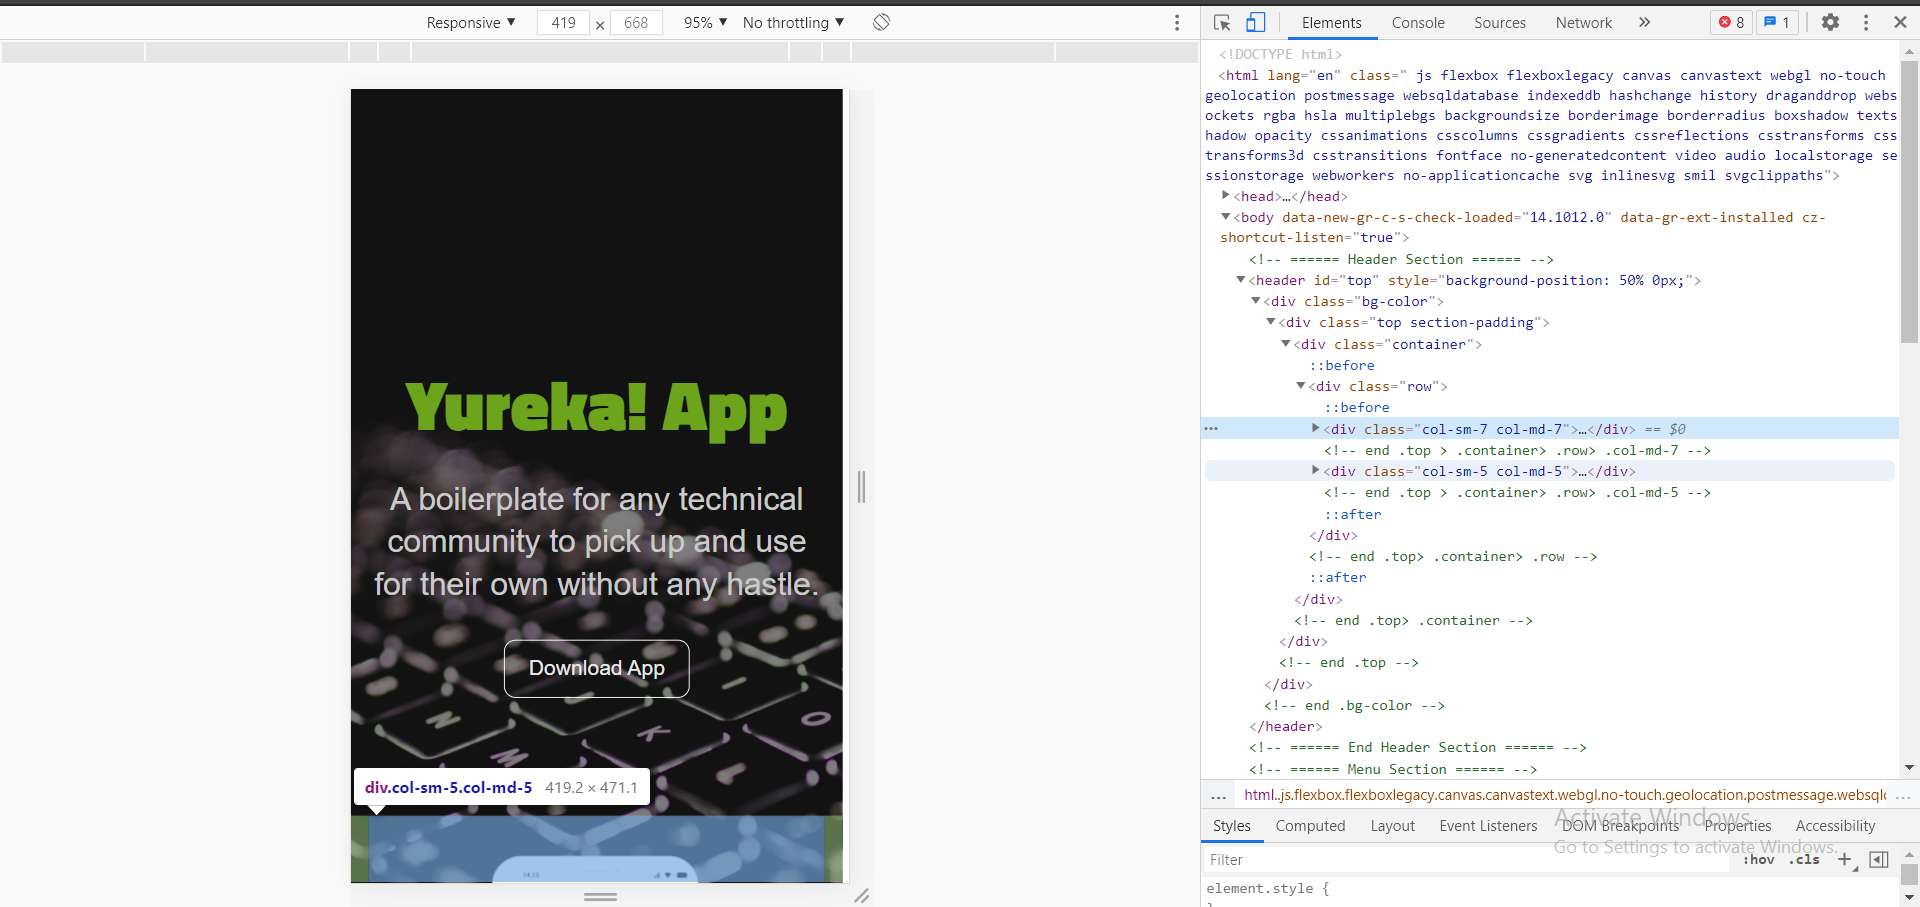 Responsive ▼ 419 × 668 95% ▼ No throttling ▼
Elements Console Sources Network » 8 1
<!DOCTYPE html>
<html lang="en" class=" js flexbox flexboxlegacy canvas canvastext webgl no-touch
geolocation postmessage websqldatabase indexeddb hashchange history draganddrop webs
ockets rgba hsla multiplebgs backgroundsize borderimage borderradius boxshadow texts
hadow opacity cssanimations csscolumns cssgradients cssreflections csstransforms css
transforms3d csstransitions fontface no-generatedcontent video audio localstorage se
ssionstorage webworkers no-applicationcache svg inlinesvg smil svgclippaths">
<head>…</head>
<body data-new-gr-c-s-check-loaded="14.1012.0" data-gr-ext-installed cz-
shortcut-listen="true">
<!-- ====== Header Section ====== -->
<header id="top" style="background-position: 50% 0px;">
<div class="bg-color">
<div class="top section-padding">
<div class="container">
::before
<div class="row">
::before
<div class="col-sm-7 col-md-7">…</div> == $0
<!-- end .top > .container> .row> .col-md-7 -->
<div class="col-sm-5 col-md-5">…</div>
<!-- end .top > .container> .row> .col-md-5 -->
::after
</div>
<!-- end .top> .container> .row -->
::after
</div>
<!-- end .top> .container -->
</div>
<!-- end .top -->
</div>
<!-- end .bg-color -->
</header>
<!-- ====== End Header Section ====== -->
<!-- ====== Menu Section ====== -->
... html.js.flexbox.flexboxlegacy.canvas.canvastext.webgl.no-touch.geolocation.postmessage.websqlc ...
Styles Computed Layout Event Listeners DOM Breakpoints Properties Accessibility
Filter :hov .cls +
element.style {
Activate Windows
Go to Settings to activate Windows.
Yureka! App
A boilerplate for any technical
community to pick up and use
for their own without any hastle.
Download App
N M K L O
div.col-sm-5.col-md-5 419.2 × 471.1